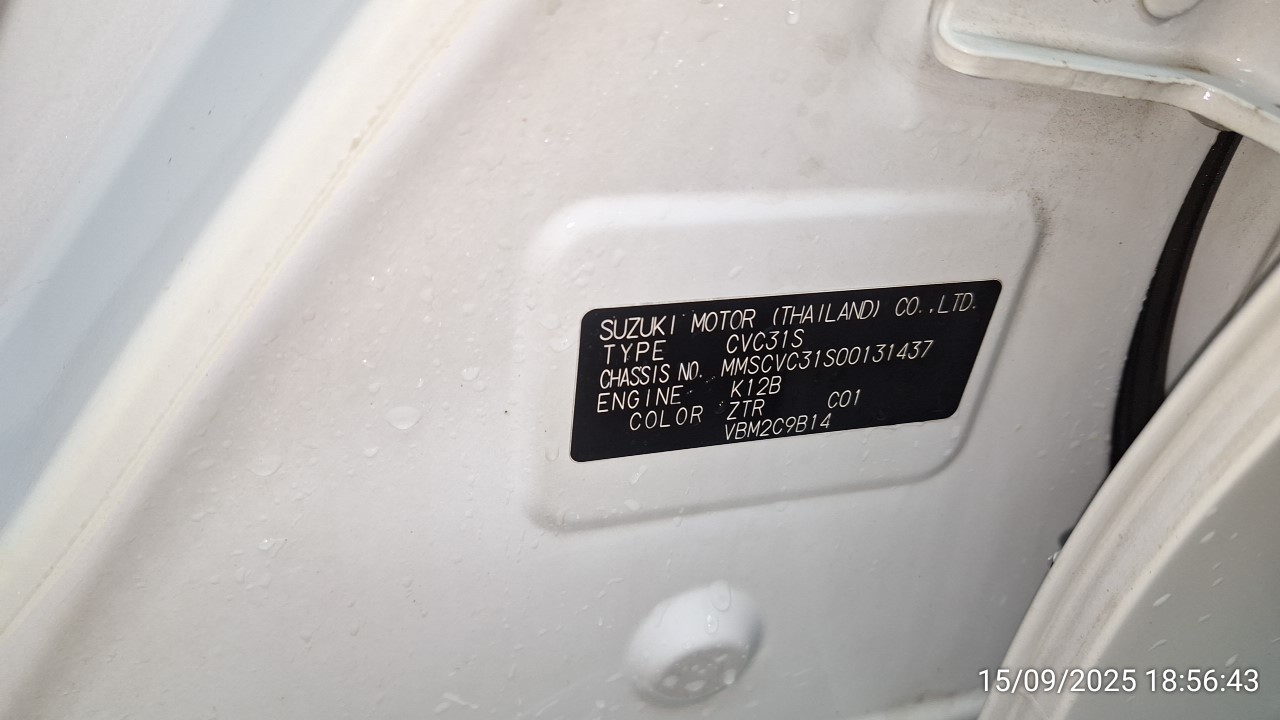 SUZUKI MOTOR (THAILAND) CO.,LTD.
TYPE CVC31S
CHASSIS NO. MMSCVC31S00131437
ENGINE K12B
COLOR ZTR C01
VBM2C9B14
15/09/2025 18:56:43